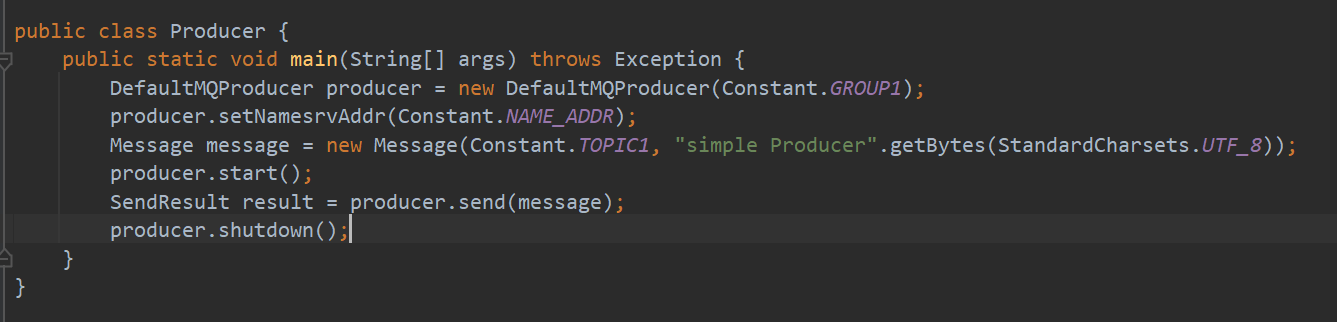 public class Producer {
public static void main(String[] args) throws Exception {
DefaultMQProducer producer = new DefaultMQProducer(Constant.GROUP1);
producer.setNamesrvAddr(Constant.NAME_ADDR);
Message message = new Message(Constant.TOPIC1, "simple Producer".getBytes(StandardCharsets.UTF_8));
producer.start();
SendResult result = producer.send(message);
producer.shutdown();
}
}